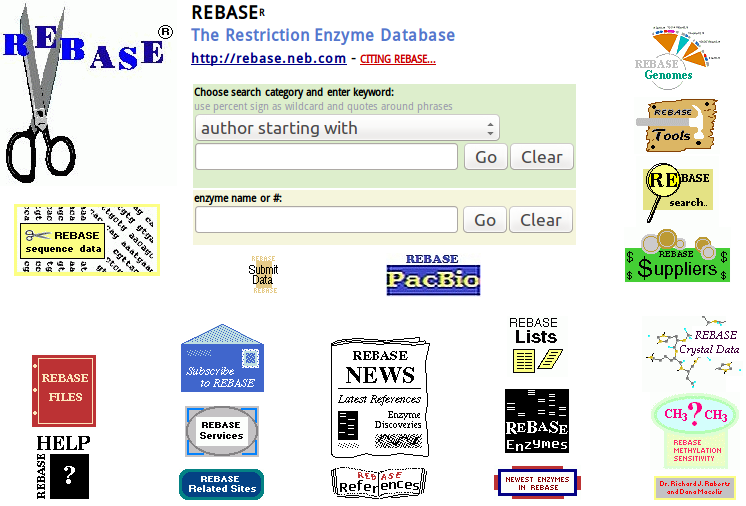 REBASE®
REBASER
The Restriction Enzyme Database
http://rebase.neb.com - CITING REBASE...
Choose search category and enter keyword:
use percent sign as wildcard and quotes around phrases
author starting with
Go Clear
enzyme name or #:
Go Clear
REBASE
Genomes
REBASE
Tools
REBASE
search..
REBASE
$uppliers
REBASE
sequence data
REBASE
Submit
Data
REBASE
REBASE
PacBio
REBASE
FILES
Subscribe
to REBASE
REBASE
NEWS
Latest References
Enzyme
Discoveries
REBASE
Lists
REBASE
Crystal Data
HELP
REBASE
?
REBASE
Services
REBASE
Enzymes
CH3?CH3
REBASE
METHYLATION
SENSITIVITY
REBASE
Related Sites
REBASE
References
NEWEST ENZYMES
IN REBASE
Dr. Richard J. Roberts
and Dana Macelis